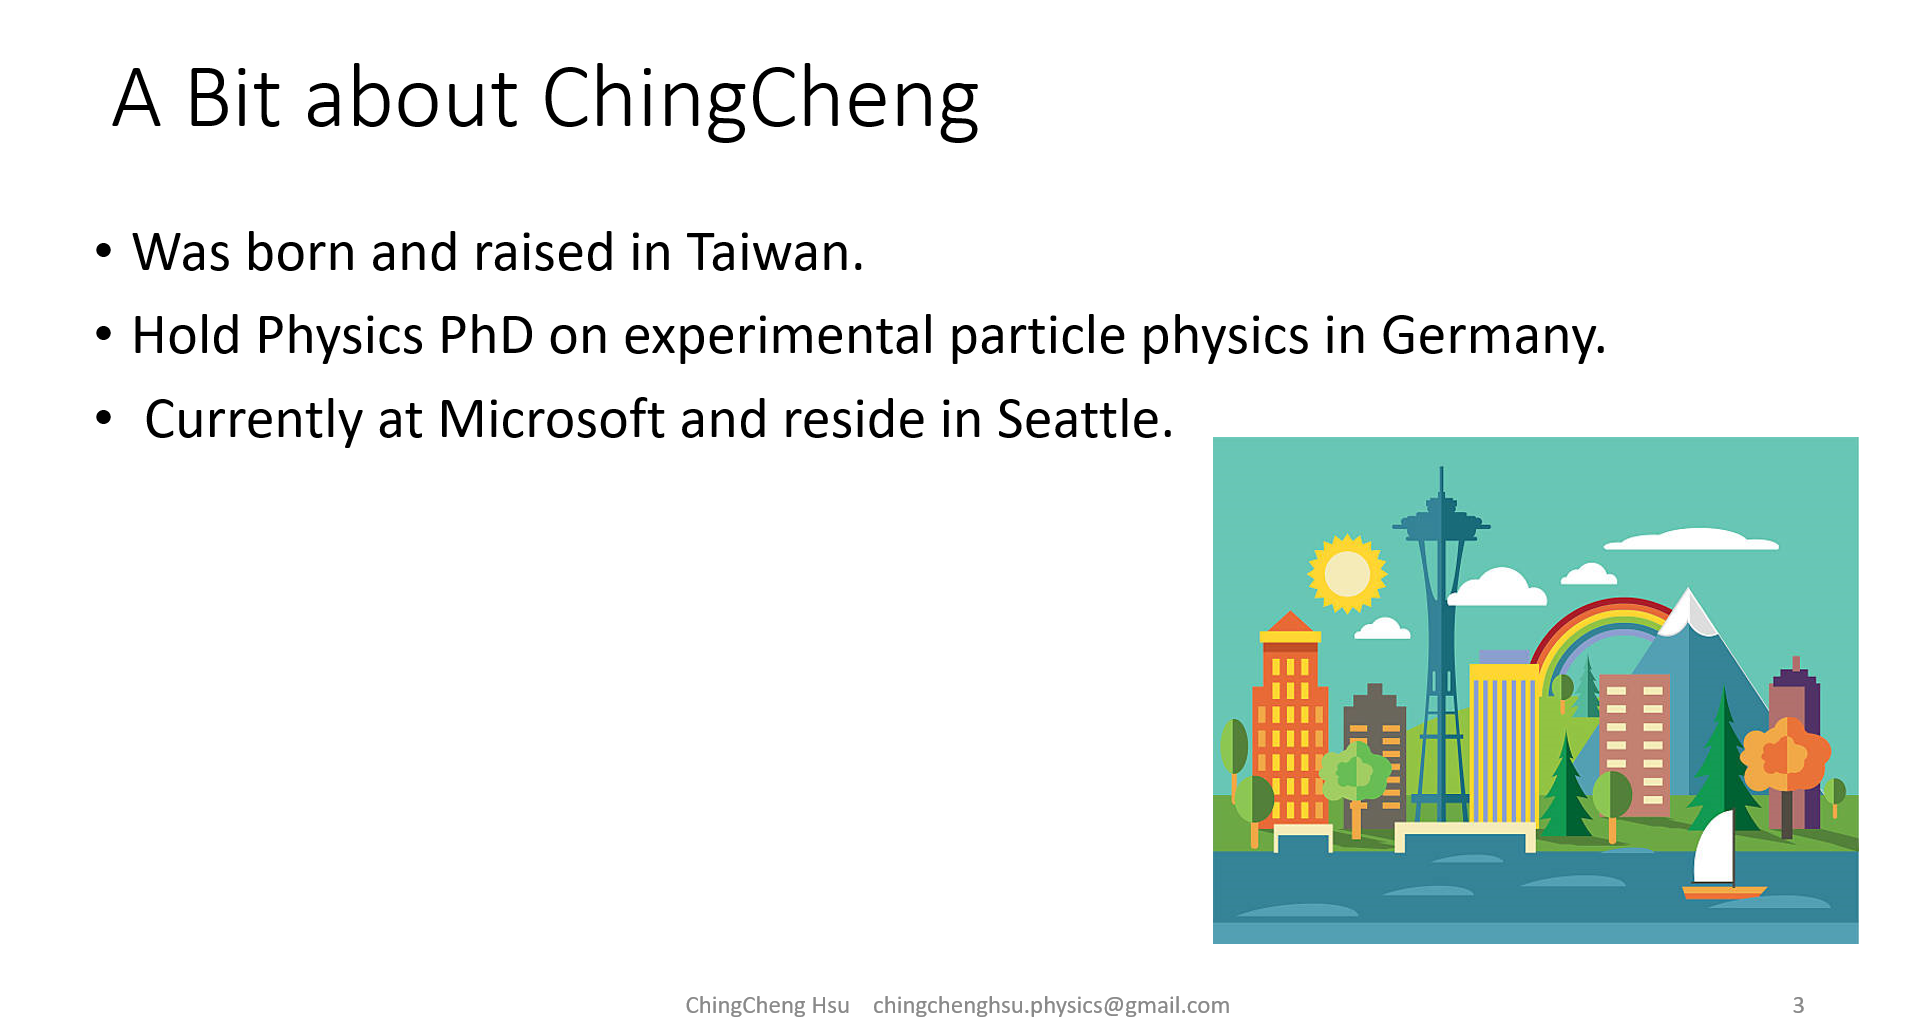 A Bit about ChingCheng
• Was born and raised in Taiwan.
• Hold Physics PhD on experimental particle physics in Germany.
• Currently at Microsoft and reside in Seattle.
ChingCheng Hsu chingchenghsu.physics@gmail.com 3